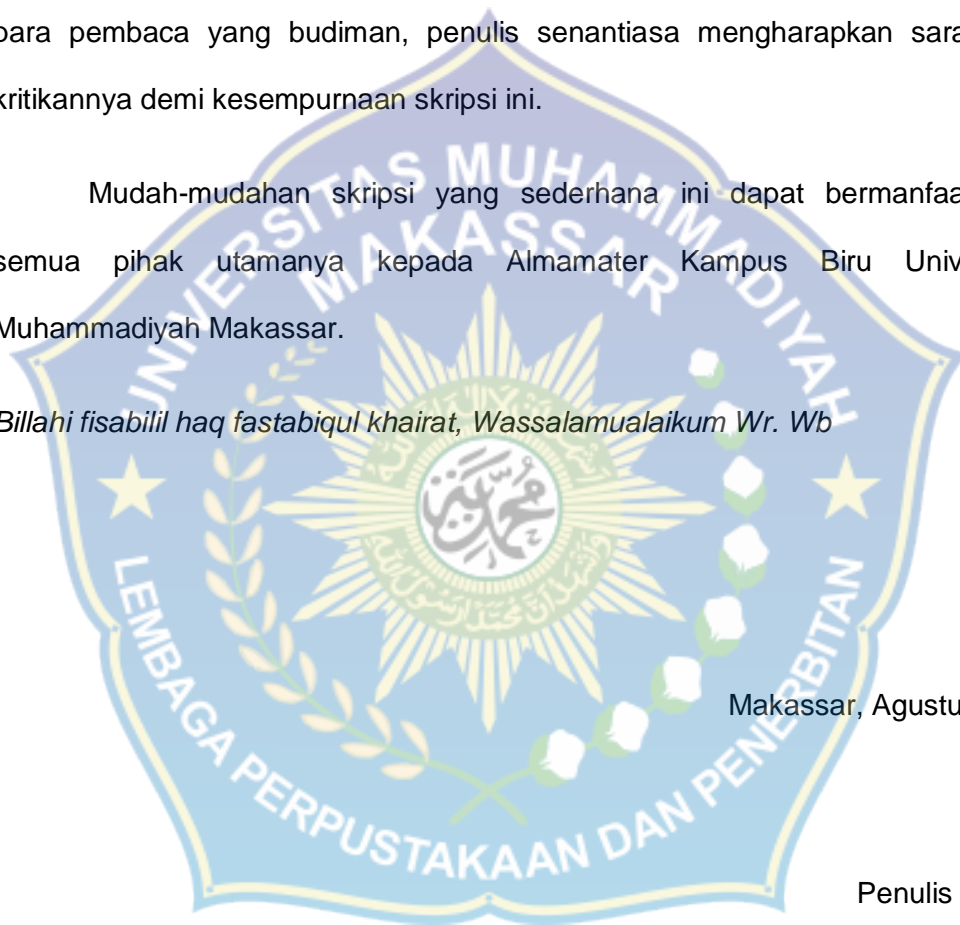 para pembaca yang budiman, penulis senantiasa mengharapkan sara
kritikannya demi kesempurnaan skripsi ini.
Mudah-mudahan skripsi yang sederhana ini dapat bermanfaa
semua pihak utamanya kepada Almamater Kampus Biru Univ
Muhammadiyah Makassar.
Billahi fisabilil haq fastabiqul khairat, Wassalamualaikum Wr. Wb
Makassar, Agustu
Penulis
UNIVERSITAS MUHAMMADIYAH
MAKASSAR
LEMBAGA PERPUSTAKAAN DAN PENERBITAN